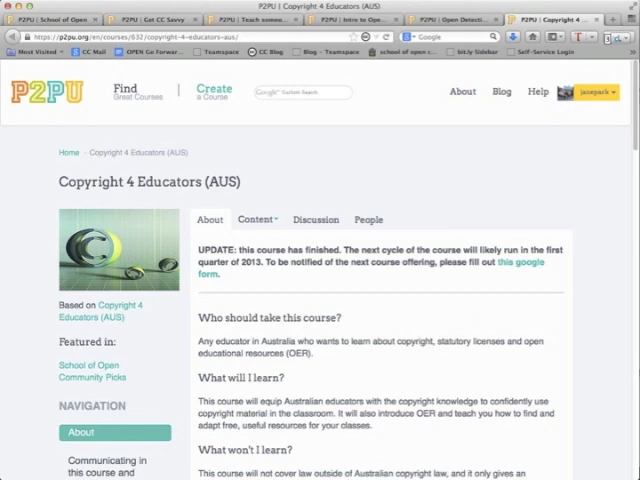 P2PU | Copyright 4 Educators (AUS)
P2PU | School of Open
P2PU | Get CC Savvy
P2PU | Teach someo...
P2PU | Intro to Ope...
P2PU | Open Detecti...
P2PU | Copyright 4 ...
https://p2pu.org/en/courses/632/copyright-4-educators-aus/
Google
Most Visited
CC Mail
OPEN Go Forwar...
Teamspace
CC Blog
Blog - Teamspace
school of open c...
bit.ly Sidebar
Self-Service Login
P2PU
Find
Great Courses
Create
a Course
Google Custom Search
About
Blog
Help
janepark
Home - Copyright 4 Educators (AUS)
Copyright 4 Educators (AUS)
About
Content
Discussion
People
UPDATE: this course has finished. The next cycle of the course will likely run in the first
quarter of 2013. To be notified of the next course offering, please fill out this google
form.
Based on Copyright 4
Educators (AUS)
Featured in:
School of Open
Community Picks
NAVIGATION
About
Communicating in
this course and
Who should take this course?
Any educator in Australia who wants to learn about copyright, statutory licenses and open
educational resources (OER).
What will I learn?
This course will equip Australian educators with the copyright knowledge to confidently use
copyright material in the classroom. It will also introduce OER and teach you how to find and
adapt free, useful resources for your classes.
What won't I learn?
This course will not cover law outside of Australian copyright law, and it only gives an